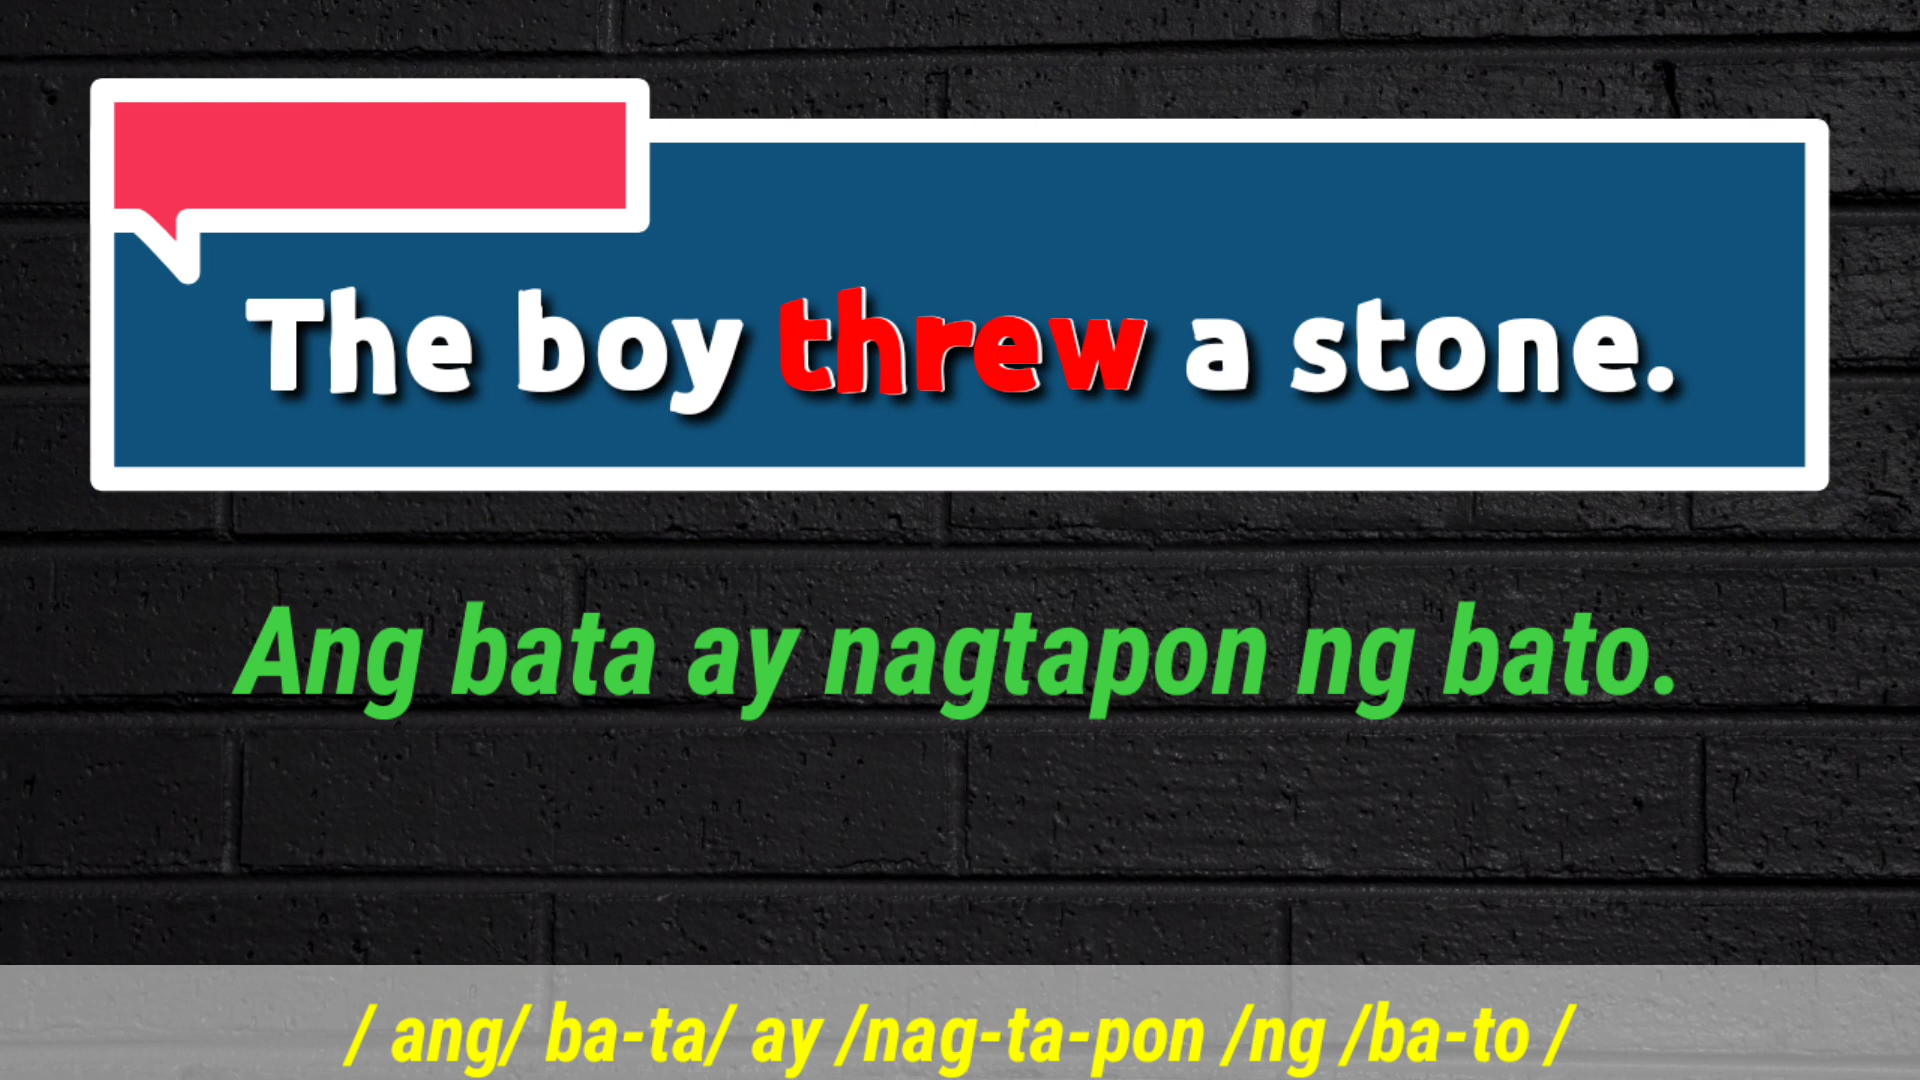 The boy threw a stone.
Ang bata ay nagtapon ng bato.
/ ang/ ba-ta/ ay /nag-ta-pon /ng /ba-to /